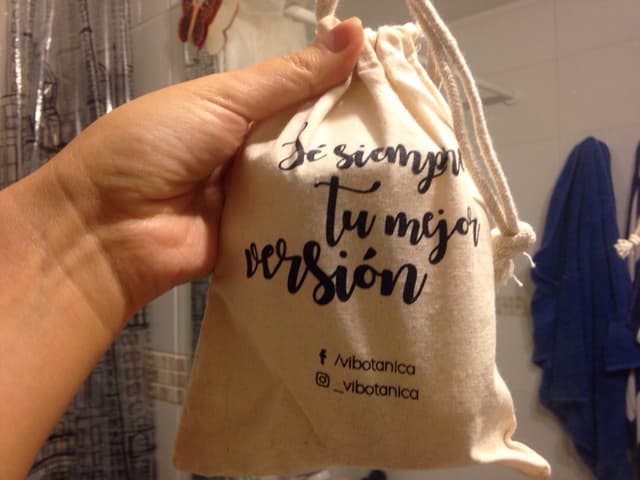 Sé siempre
tu mejor
versión
f /vibotanica
_vibotanica